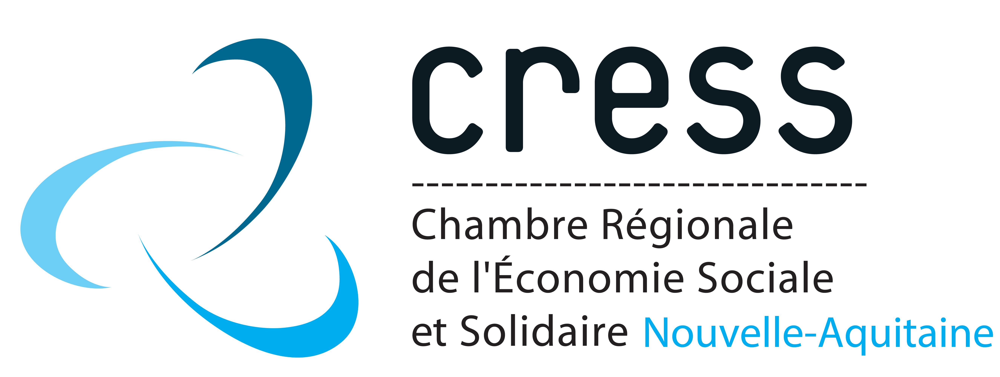 cress
Chambre Régionale
de l'Économie Sociale
et Solidaire Nouvelle-Aquitaine